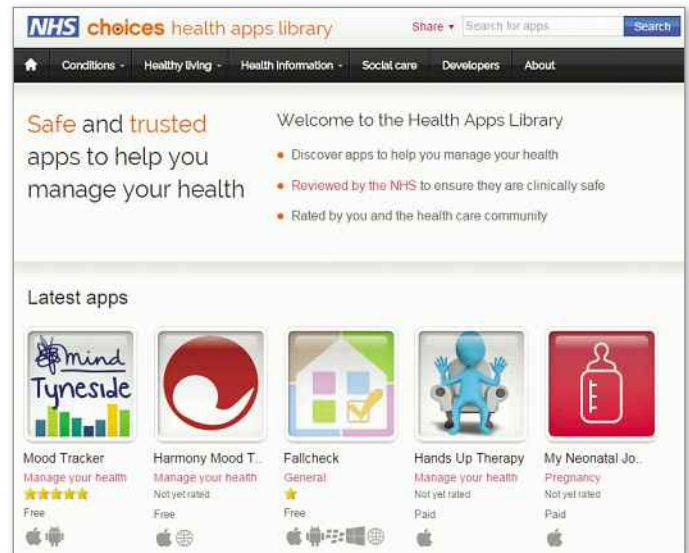 NHS choices health apps library
Share
Search for apps
Search
Conditions
Healthy living
Health Information
Social care
Developers
About
Safe and trusted
apps to help you
manage your health
Welcome to the Health Apps Library
Discover apps to help you manage your health
Reviewed by the NHS to ensure they are clinically safe
Rated by you and the health care community
Latest apps
mind
Tyneside
Mood Tracker
Manage your health
Free
Harmony Mood T..
Manage your health
Not yet rated
Free
Fallcheck
General
Free
Hands Up Therapy
Manage your health
Not yet rated
Paid
My Neonatal Jo..
Pregnancy
Not yet rated
Paid